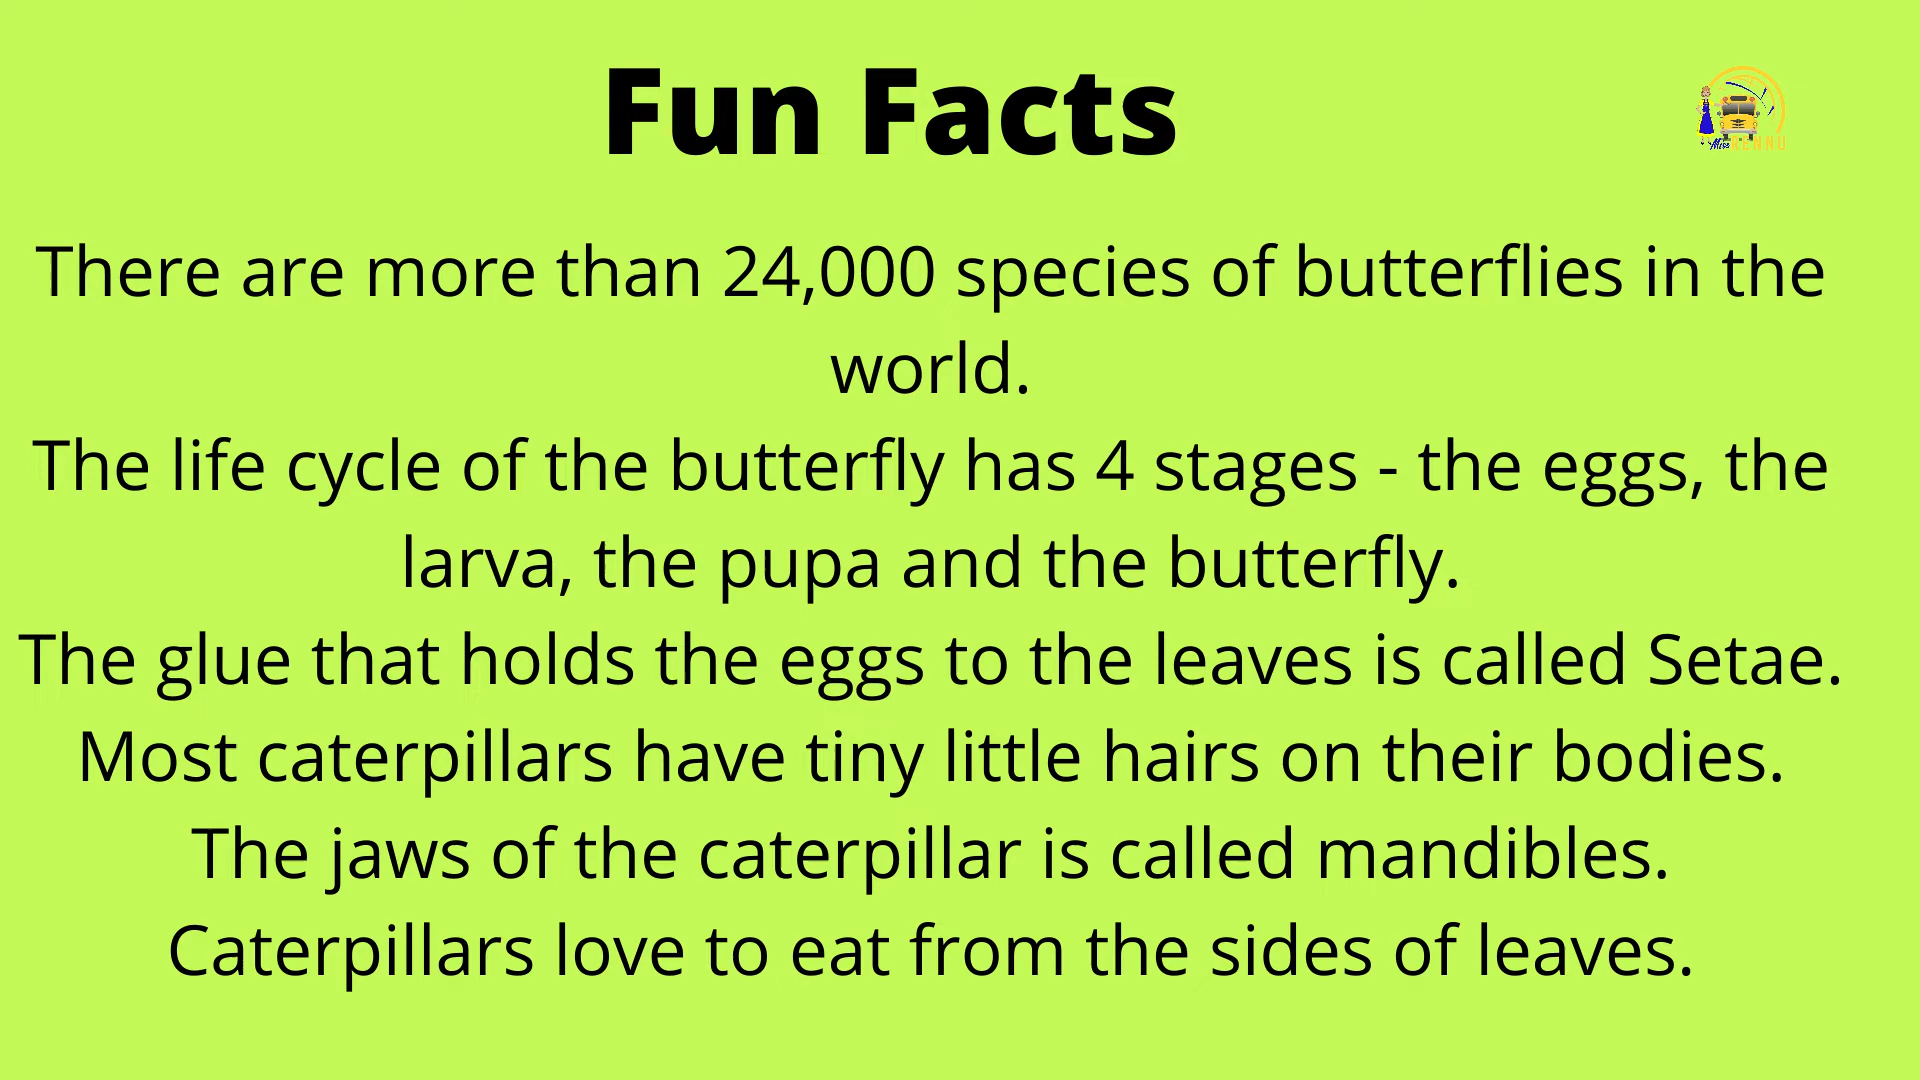 Fun Facts
Miss RENNU
There are more than 24,000 species of butterflies in the
world.
The life cycle of the butterfly has 4 stages - the eggs, the
larva, the pupa and the butterfly.
The glue that holds the eggs to the leaves is called Setae.
Most caterpillars have tiny little hairs on their bodies.
The jaws of the caterpillar is called mandibles.
Caterpillars love to eat from the sides of leaves.